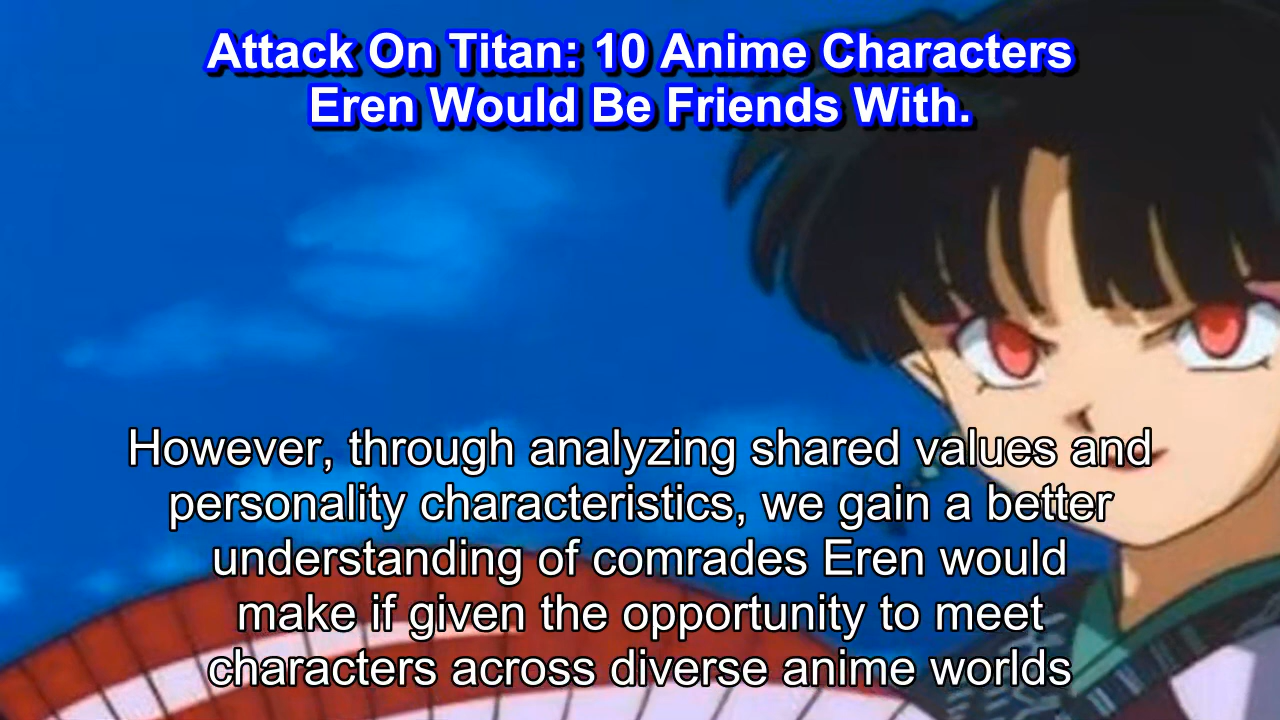 Attack On Titan: 10 Anime Characters
Eren Would Be Friends With.
However, through analyzing shared values and
personality characteristics, we gain a better
understanding of comrades Eren would
make if given the opportunity to meet
characters across diverse anime worlds